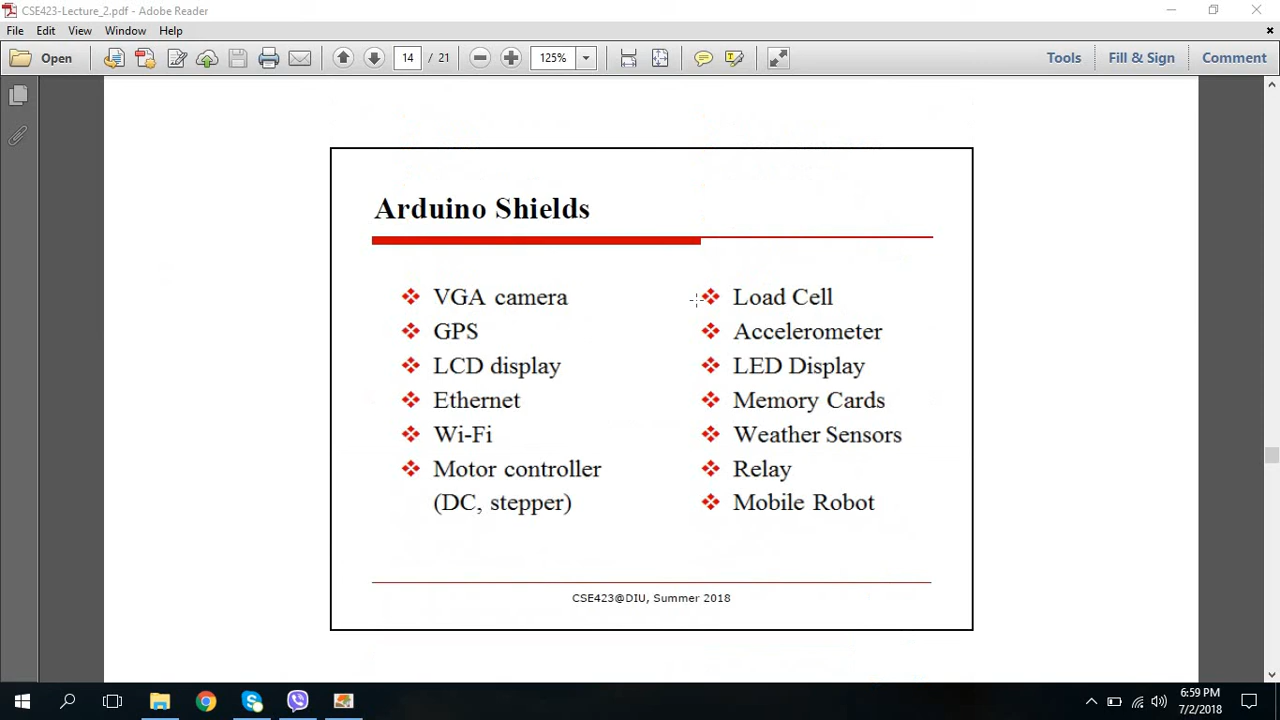 CSE423-Lecture_2.pdf - Adobe Reader
File Edit View Window Help
Open 14 / 21 125% Tools Fill & Sign Comment
Arduino Shields
VGA camera
GPS
LCD display
Ethernet
Wi-Fi
Motor controller
(DC, stepper)
Load Cell
Accelerometer
LED Display
Memory Cards
Weather Sensors
Relay
Mobile Robot
CSE423@DIU, Summer 2018
6:59 PM
7/2/2018